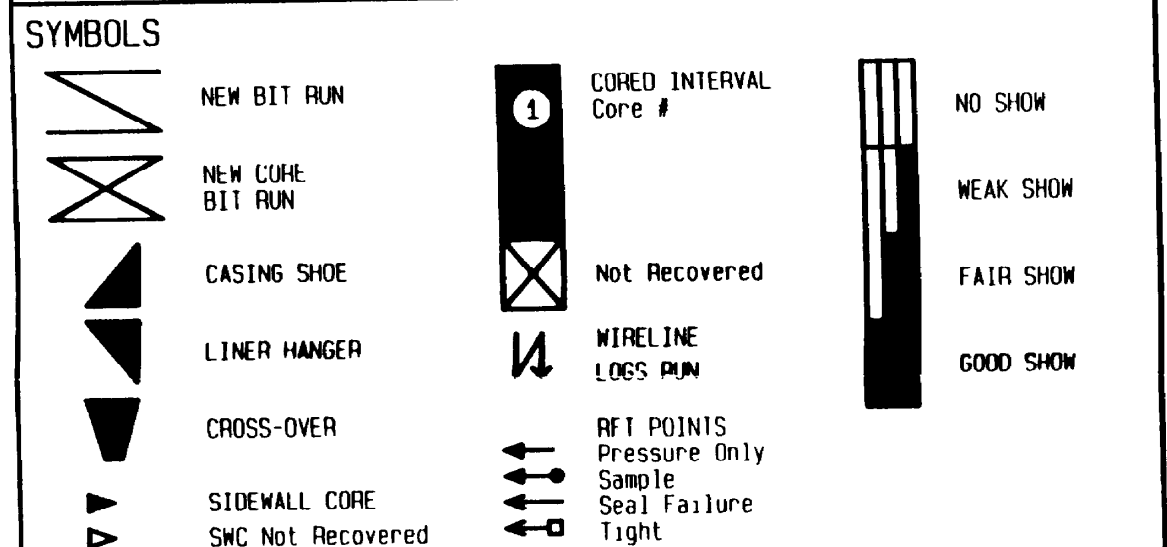 SYMBOLS
NEW BIT RUN
NEW CORE
BIT RUN
CASING SHOE
LINER HANGER
CROSS-OVER
SIDEWALL CORE
SWC Not Recovered
CORED INTERVAL
Core #
1
Not Recovered
WIRELINE
LOGS RUN
RFT POINTS
Pressure Only
Sample
Seal Failure
Tight
NO SHOW
WEAK SHOW
FAIR SHOW
GOOD SHOW